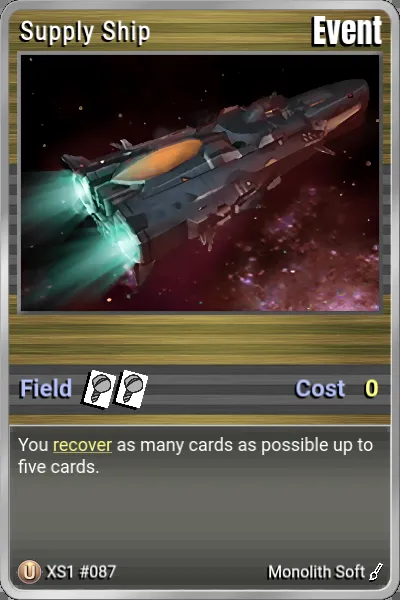 Supply Ship
Event
Field
Cost 0
You recover as many cards as possible up to
five cards.
U XS1 #087
Monolith Soft